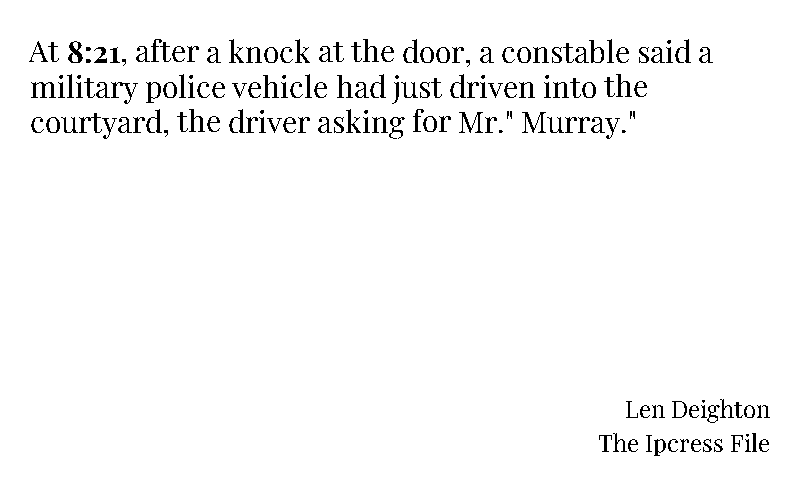 At 8:21, after a knock at the door, a constable said a
military police vehicle had just driven into the
courtyard, the driver asking for Mr." Murray."
Len Deighton
The Ipcress File